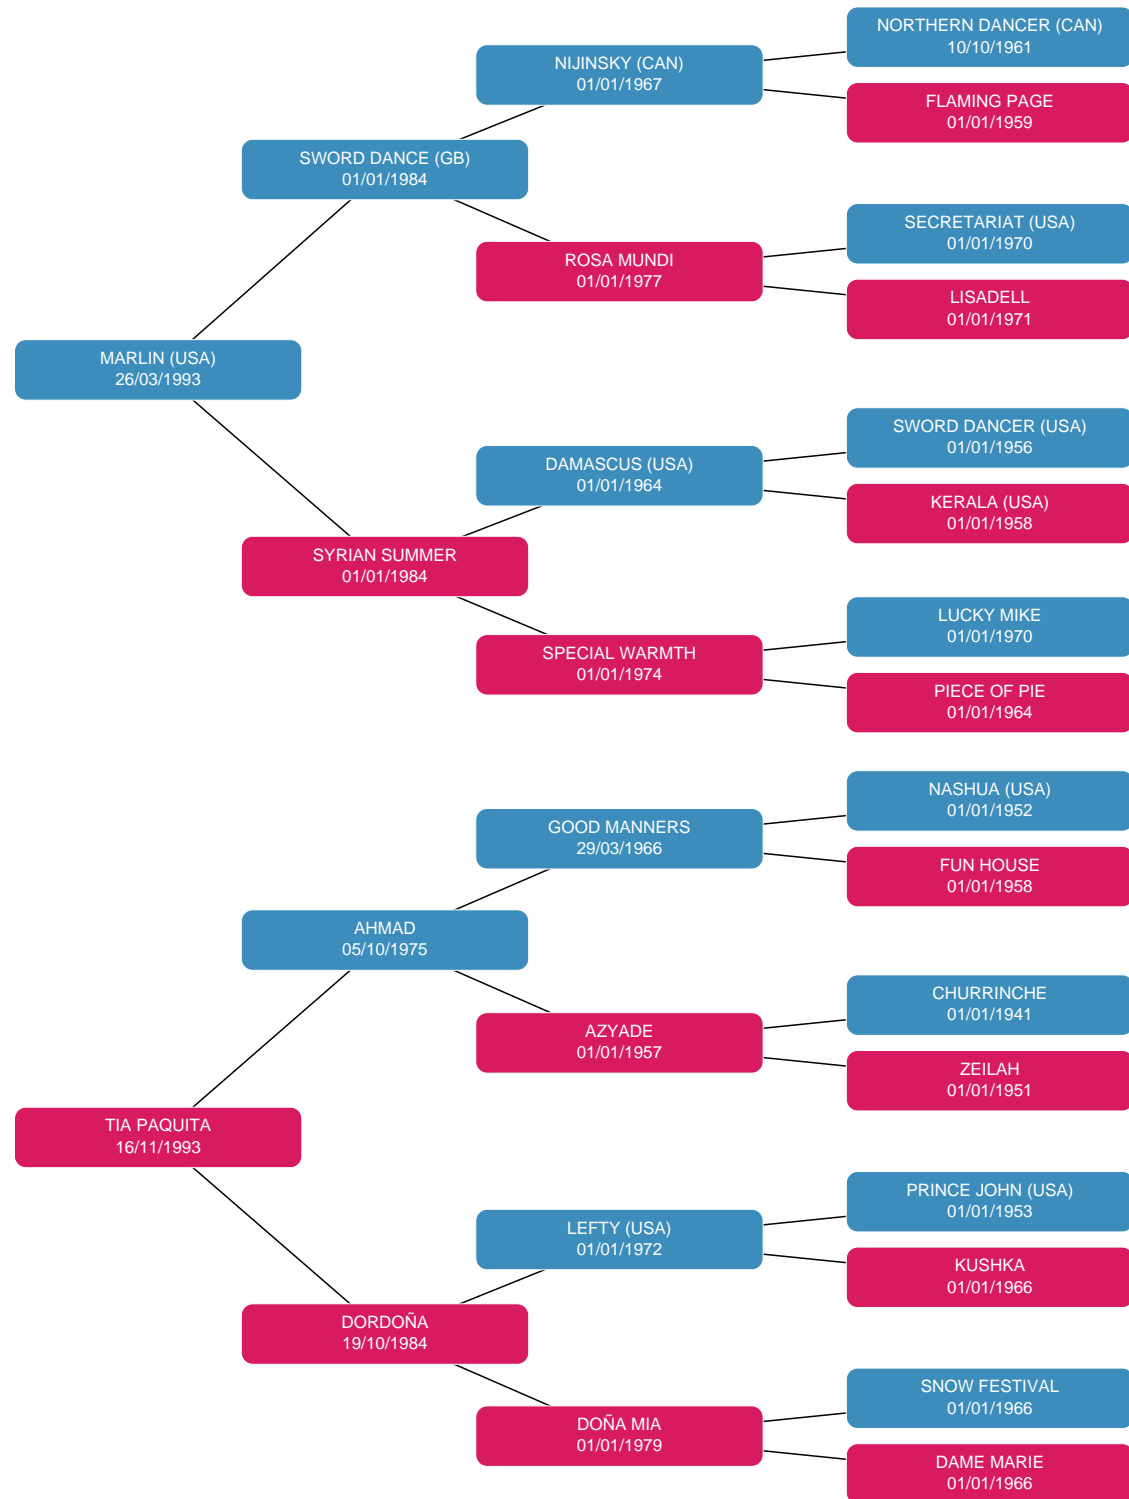 NORTHERN DANCER (CAN)
10/10/1961
NIJINSKY (CAN)
01/01/1967
FLAMING PAGE
01/01/1959
SWORD DANCE (GB)
01/01/1984
SECRETARIAT (USA)
01/01/1970
ROSA MUNDI
01/01/1977
LISADELL
01/01/1971
MARLIN (USA)
26/03/1993
SWORD DANCER (USA)
01/01/1956
DAMASCUS (USA)
01/01/1964
KERALA (USA)
01/01/1958
SYRIAN SUMMER
01/01/1984
LUCKY MIKE
01/01/1970
SPECIAL WARMTH
01/01/1974
PIECE OF PIE
01/01/1964
NASHUA (USA)
01/01/1952
GOOD MANNERS
29/03/1966
FUN HOUSE
01/01/1958
AHMAD
05/10/1975
CHURRINCHE
01/01/1941
AZYADE
01/01/1957
ZEILAH
01/01/1951
TIA PAQUITA
16/11/1993
PRINCE JOHN (USA)
01/01/1953
LEFTY (USA)
01/01/1972
KUSHKA
01/01/1966
DORDOÑA
19/10/1984
SNOW FESTIVAL
01/01/1966
DOÑA MIA
01/01/1979
DAME MARIE
01/01/1966